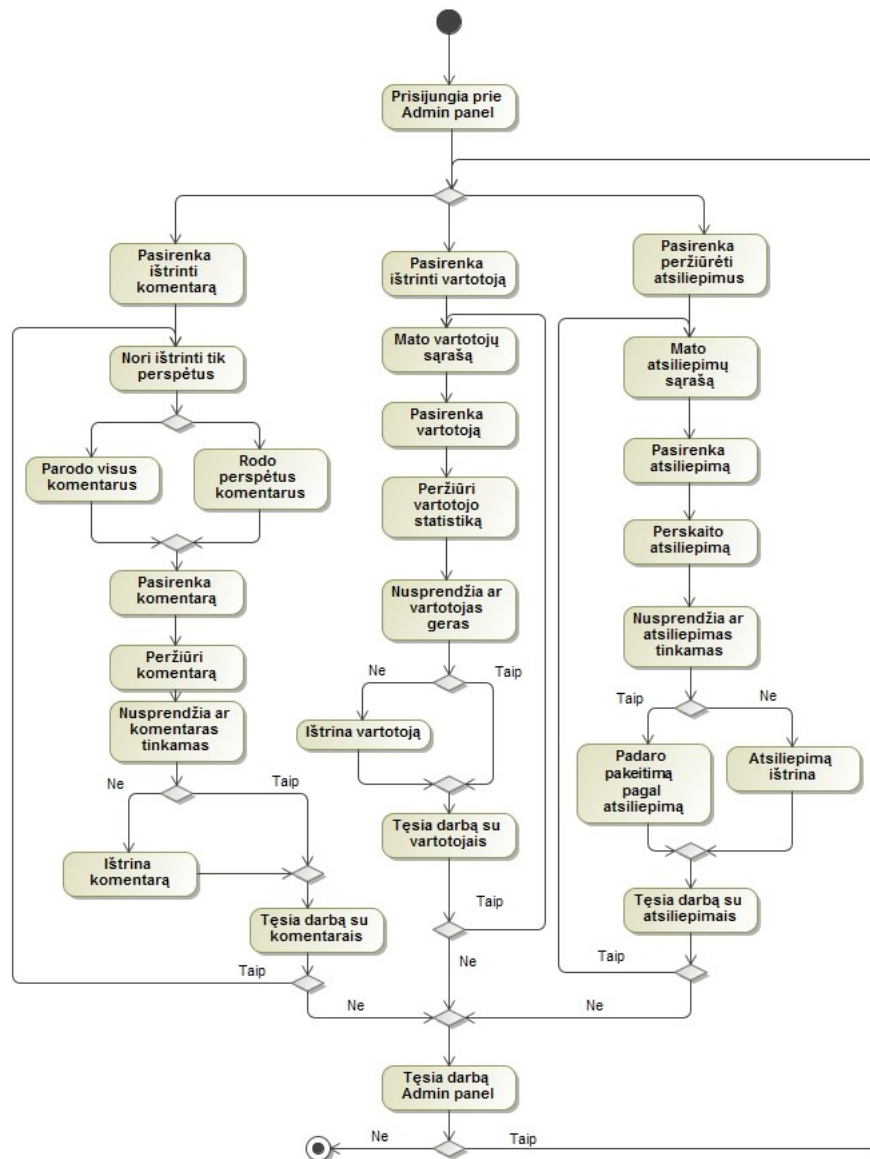 Prisijungia prie
Admin panel
Pasirenka
ištrinti
komentarą
Nori ištrinti tik
perspėtus
Parodo visus
komentarus
Rodo
perspėtus
komentarus
Pasirenka
komentarą
Peržiūri
komentarą
Nusprendžia ar
komentaras
tinkamas
Ne
Taip
Ištrina
komentarą
Tęsia darbą su
komentarais
Taip
Ne
Pasirenka
ištrinti vartotoją
Mato vartotojų
sąrašą
Pasirenka
vartotoją
Peržiūri
vartotojo
statistiką
Nusprendžia ar
vartotojas
geras
Ne
Taip
Ištrina vartotoją
Tęsia darbą su
vartotojais
Taip
Ne
Pasirenka
peržiūrėti
atsiliepimus
Mato
atsiliepimų
sąrašą
Pasirenka
atsiliepimą
Perskaito
atsiliepimą
Nusprendžia ar
atsiliepimas
tinkamas
Taip
Ne
Padaro
pakeitimą
pagal
atsiliepimą
Atsiliepimą
ištrina
Tęsia darbą su
atsiliepimais
Taip
Ne
Tęsia darbą
Admin panel
Ne
Taip